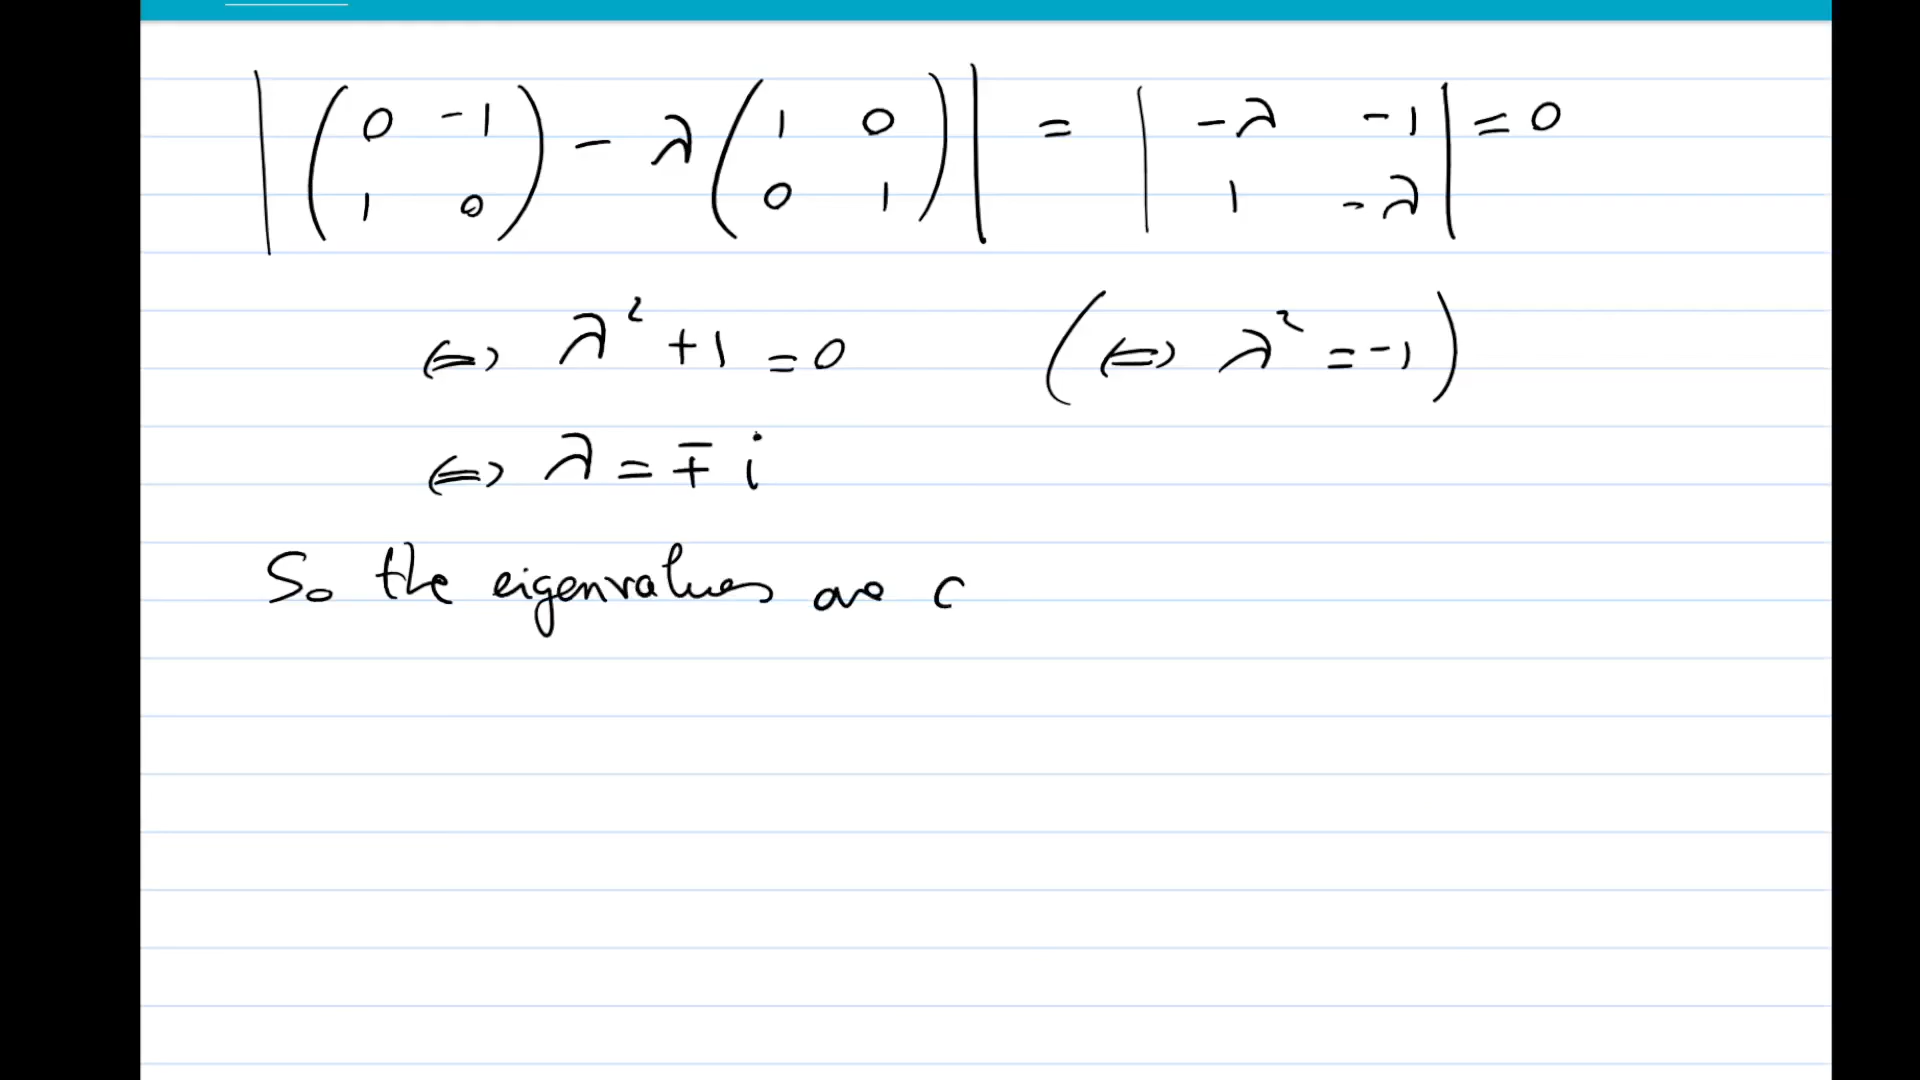 | ( 0 -1 ) - λ ( 1 0 ) | = | -λ -1 | = 0
| ( 1 0 ) ( 0 1 ) | | 1 -λ |
⇔ λ² + 1 = 0 ( ⇔ λ² = -1 )
⇔ λ = ∓ i
So the eigenvalues are c